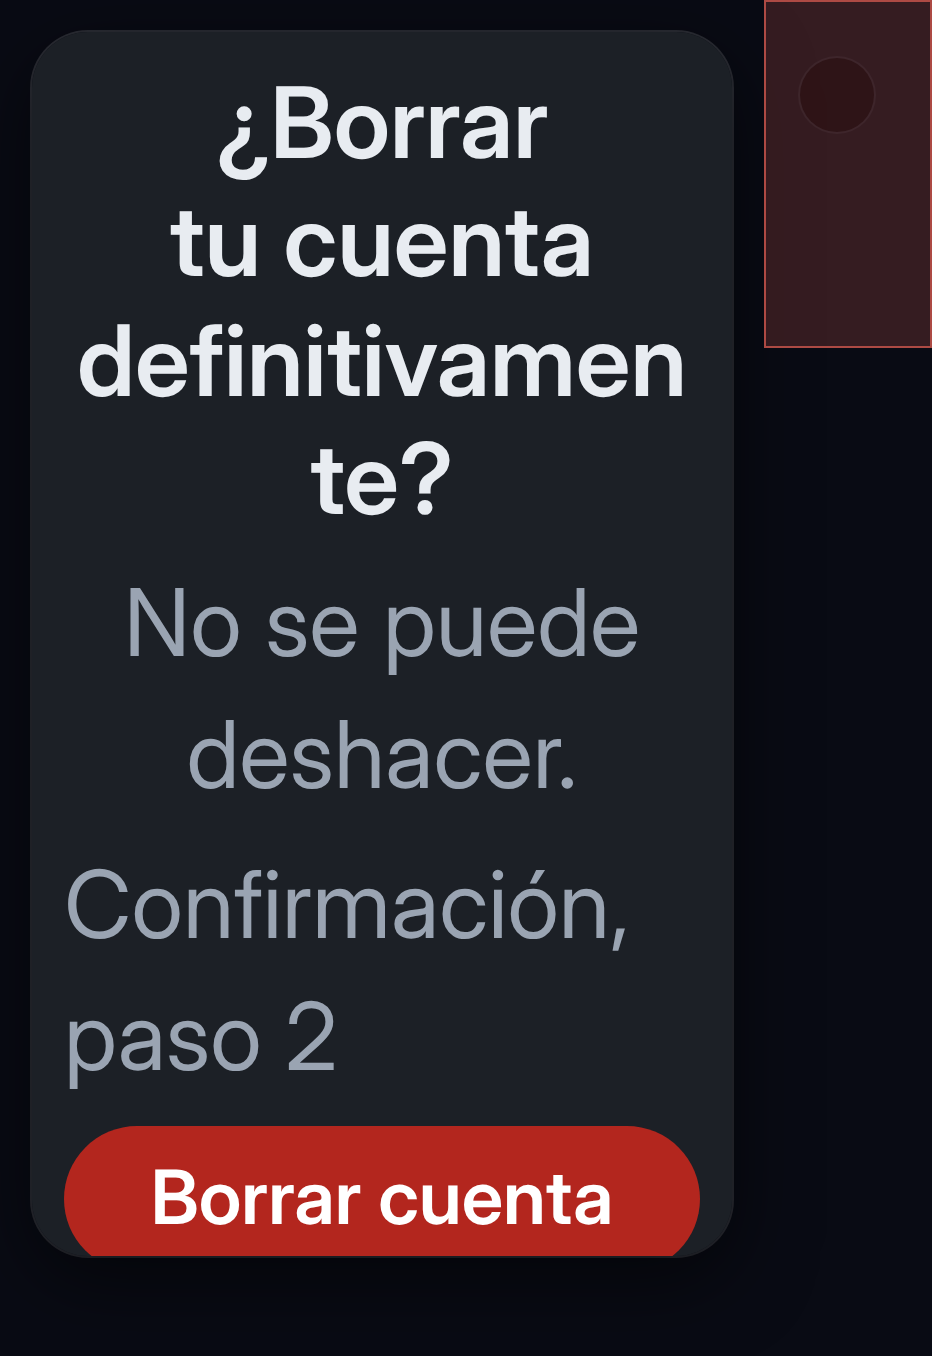 ¿Borrar
tu cuenta
definitivamen
te?
No se puede
deshacer.
Confirmación,
paso 2
Borrar cuenta